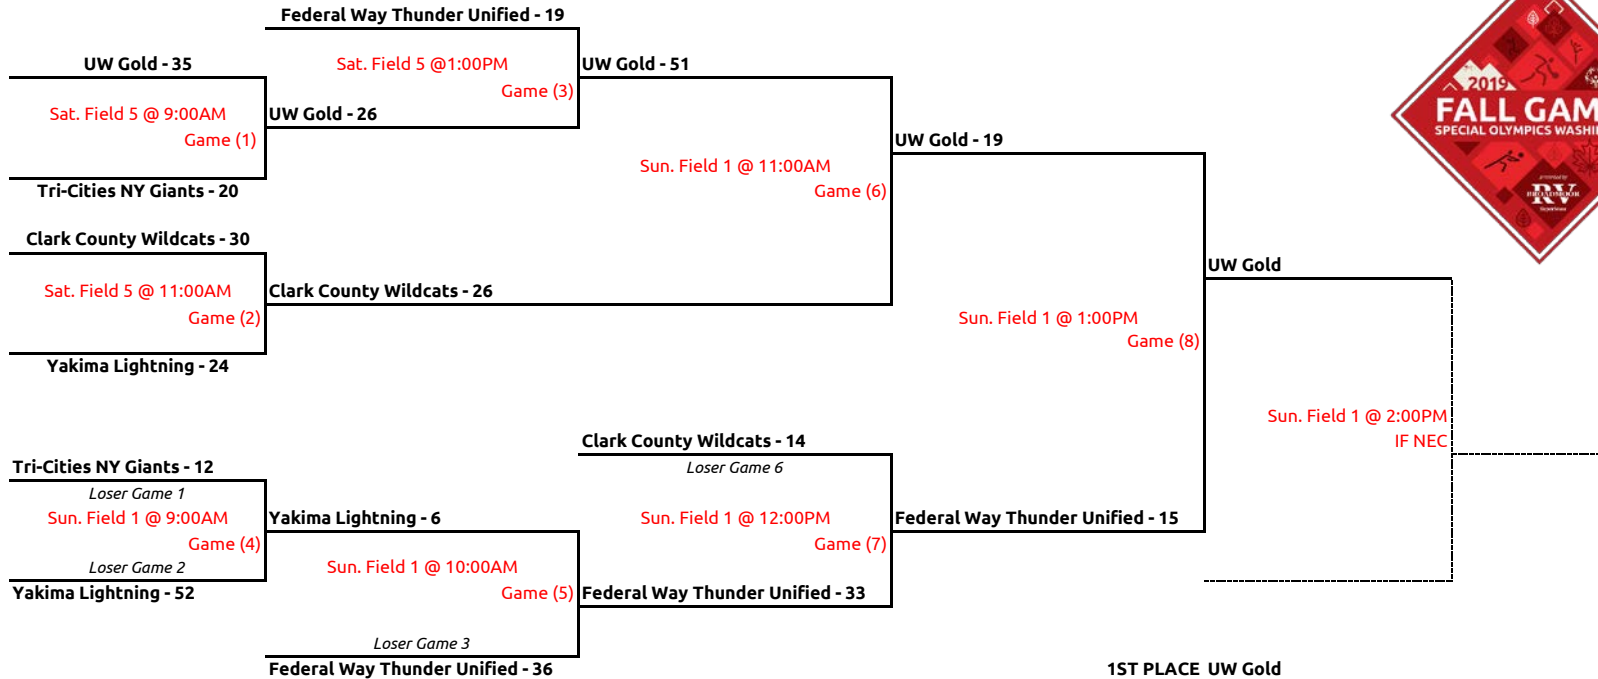 Federal Way Thunder Unified - 19
UW Gold - 35
Sat. Field 5 @1:00PM
UW Gold - 51
Game (3)
Sat. Field 5 @ 9:00AM
UW Gold - 26
Game (1)
UW Gold - 19
Sun. Field 1 @ 11:00AM
Game (6)
Tri-Cities NY Giants - 20
Clark County Wildcats - 30
UW Gold
Sat. Field 5 @ 11:00AM
Clark County Wildcats - 26
Game (2)
Sun. Field 1 @ 1:00PM
Game (8)
Yakima Lightning - 24
Sun. Field 1 @ 2:00PM
IF NEC
Clark County Wildcats - 14
Loser Game 6
Tri-Cities NY Giants - 12
Loser Game 1
Sun. Field 1 @ 9:00AM
Yakima Lightning - 6
Sun. Field 1 @ 12:00PM
Federal Way Thunder Unified - 15
Game (4)
Game (7)
Loser Game 2
Sun. Field 1 @ 10:00AM
Yakima Lightning - 52
Game (5)
Federal Way Thunder Unified - 33
Loser Game 3
Federal Way Thunder Unified - 36
1ST PLACE UW Gold
2019
FALL GAM
SPECIAL OLYMPICS WASHI
RV